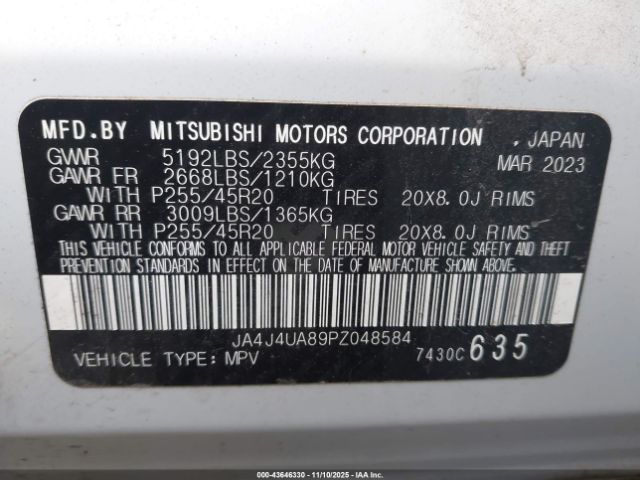 MFD.BY MITSUBISHI MOTORS CORPORATION , JAPAN
GVWR 5192LBS/2355KG MAR 2023
GAWR FR 2668LBS/1210KG
WITH P255/45R20 TIRES 20X8.0J RIMS
GAWR RR 3009LBS/1365KG
WITH P255/45R20 TIRES 20X8.0J RIMS
THIS VEHICLE CONFORMS TO ALL APPLICABLE FEDERAL MOTOR VEHICLE SAFETY AND THEFT
PREVENTION STANDARDS IN EFFECT ON THE DATE OF MANUFACTURE SHOWN ABOVE.
JA4J4UA89PZ048584
VEHICLE TYPE: MPV 7430C 635
000-43646330 - 11/10/2025 - COPART.COM